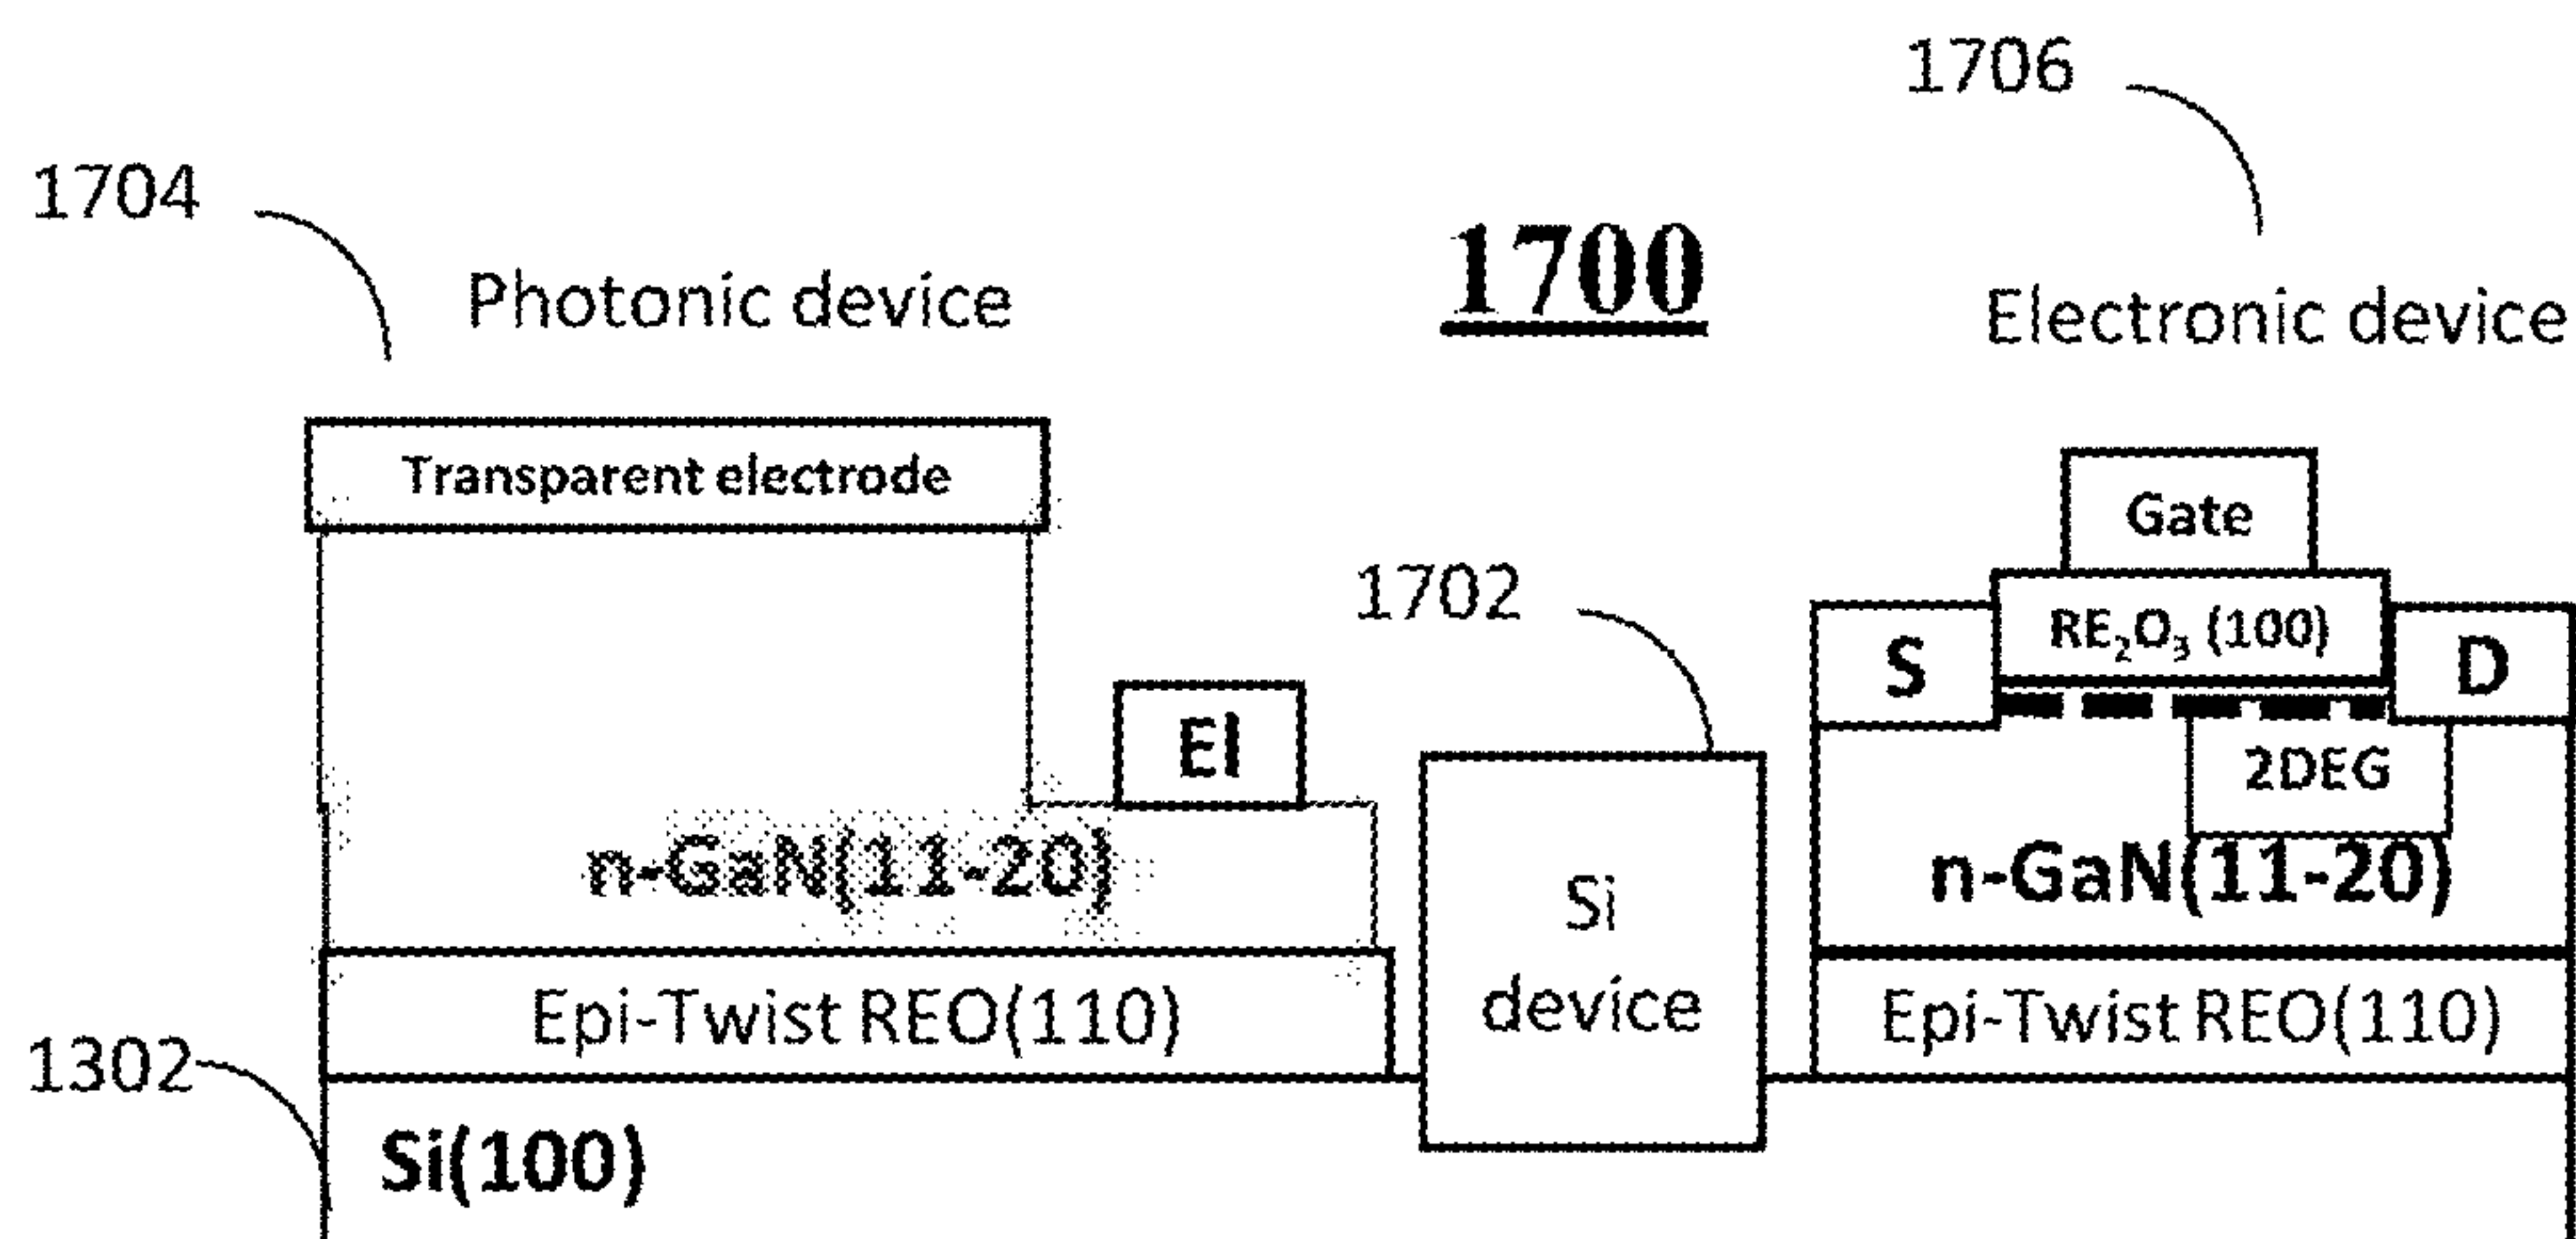 1706
1704
1700
Photonic device
Electronic device
Transparent electrode
Gate
1702
RE₂O₃ (100)
S
D
El
2DEG
n-GaN(11-20)
n-GaN(11-20)
Si
device
Epi-Twist REO(110)
Epi-Twist REO(110)
1302
Si(100)